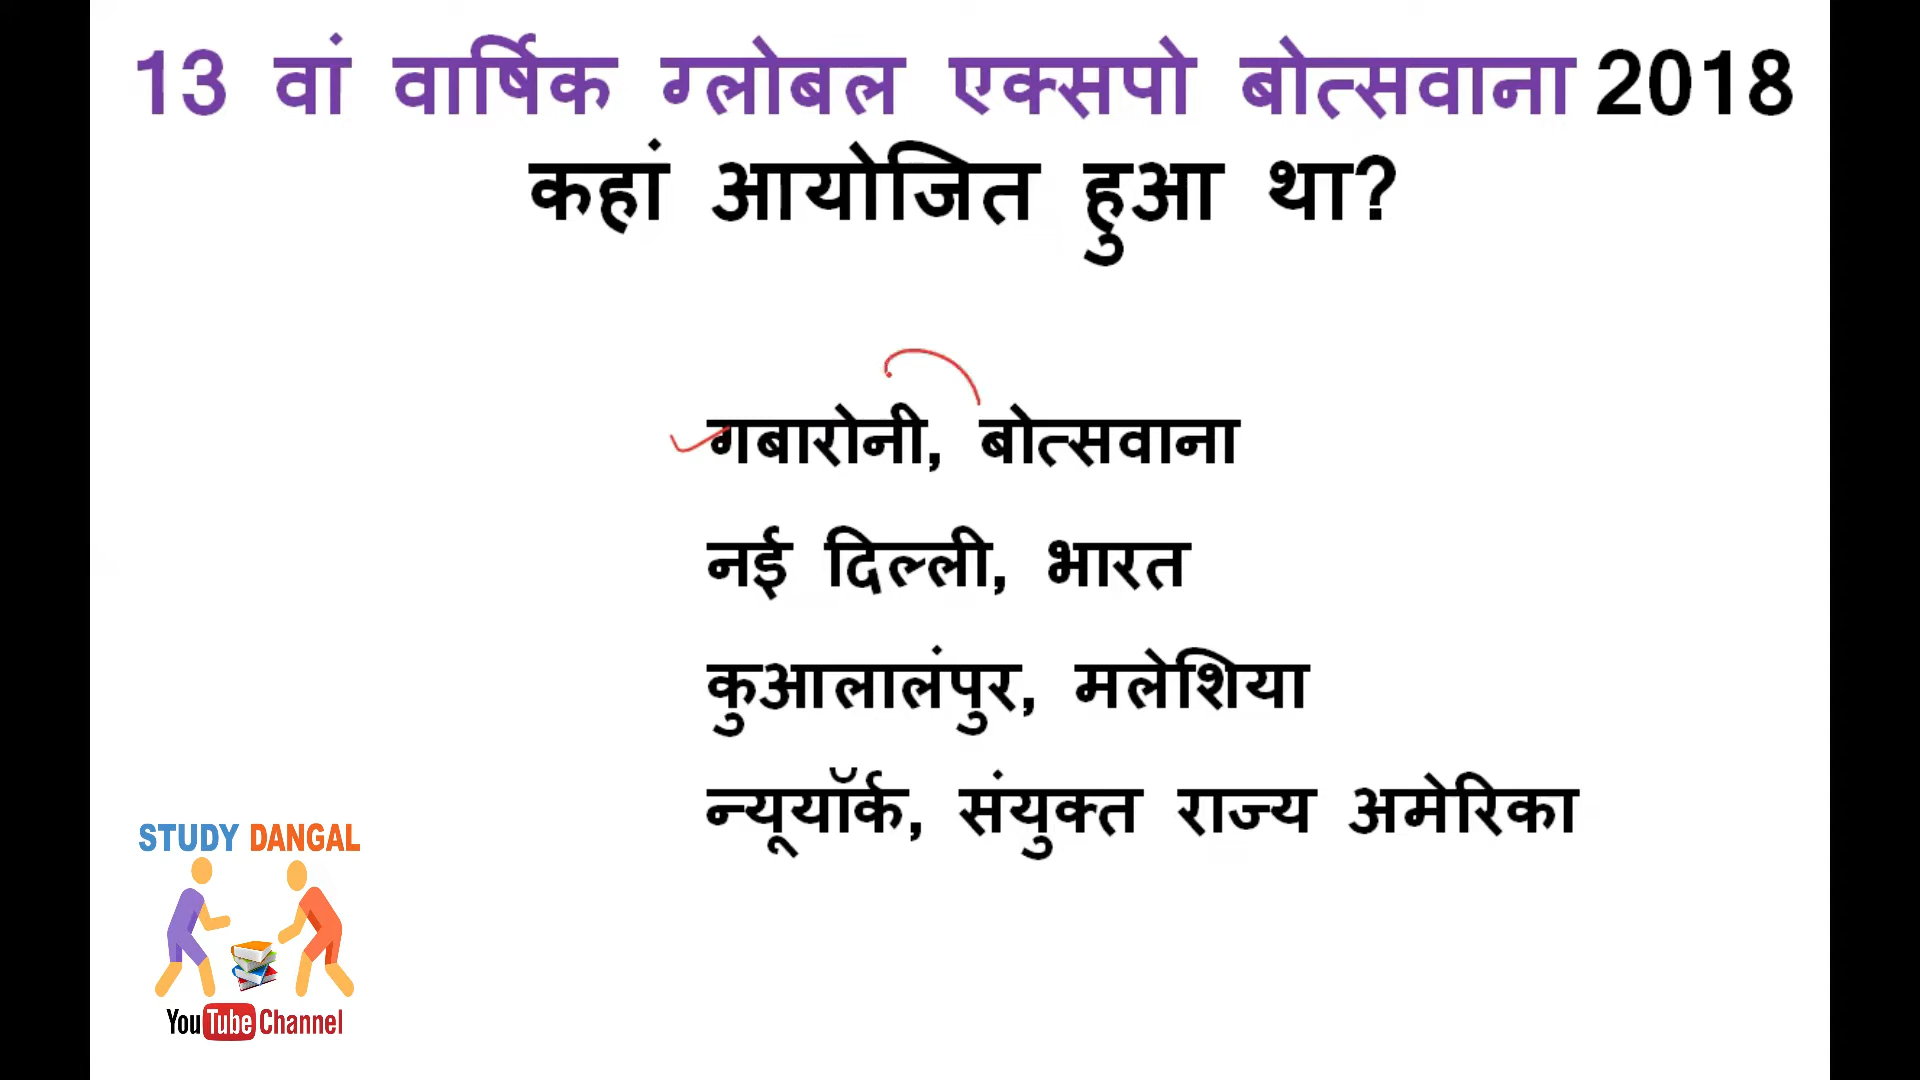 13 वां वार्षिक ग्लोबल एक्सपो बोत्सवाना 2018
कहां आयोजित हुआ था?
गबारोनी, बोत्सवाना
नई दिल्ली, भारत
कुआलालंपुर, मलेशिया
न्यूयॉर्क, संयुक्त राज्य अमेरिका
STUDY DANGAL
YouTube Channel